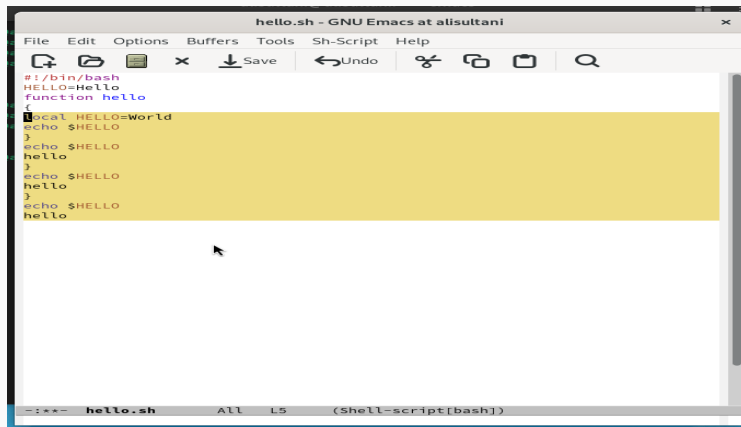 hello.sh - GNU Emacs at alisultani
File Edit Options Buffers Tools Sh-Script Help
Save Undo
#!/bin/bash
HELLO=Hello
function hello
{
local HELLO=World
echo $HELLO
}
echo $HELLO
hello
}
echo $HELLO
hello
}
echo $HELLO
hello
-:**- hello.sh All L5 (Shell-script[bash])